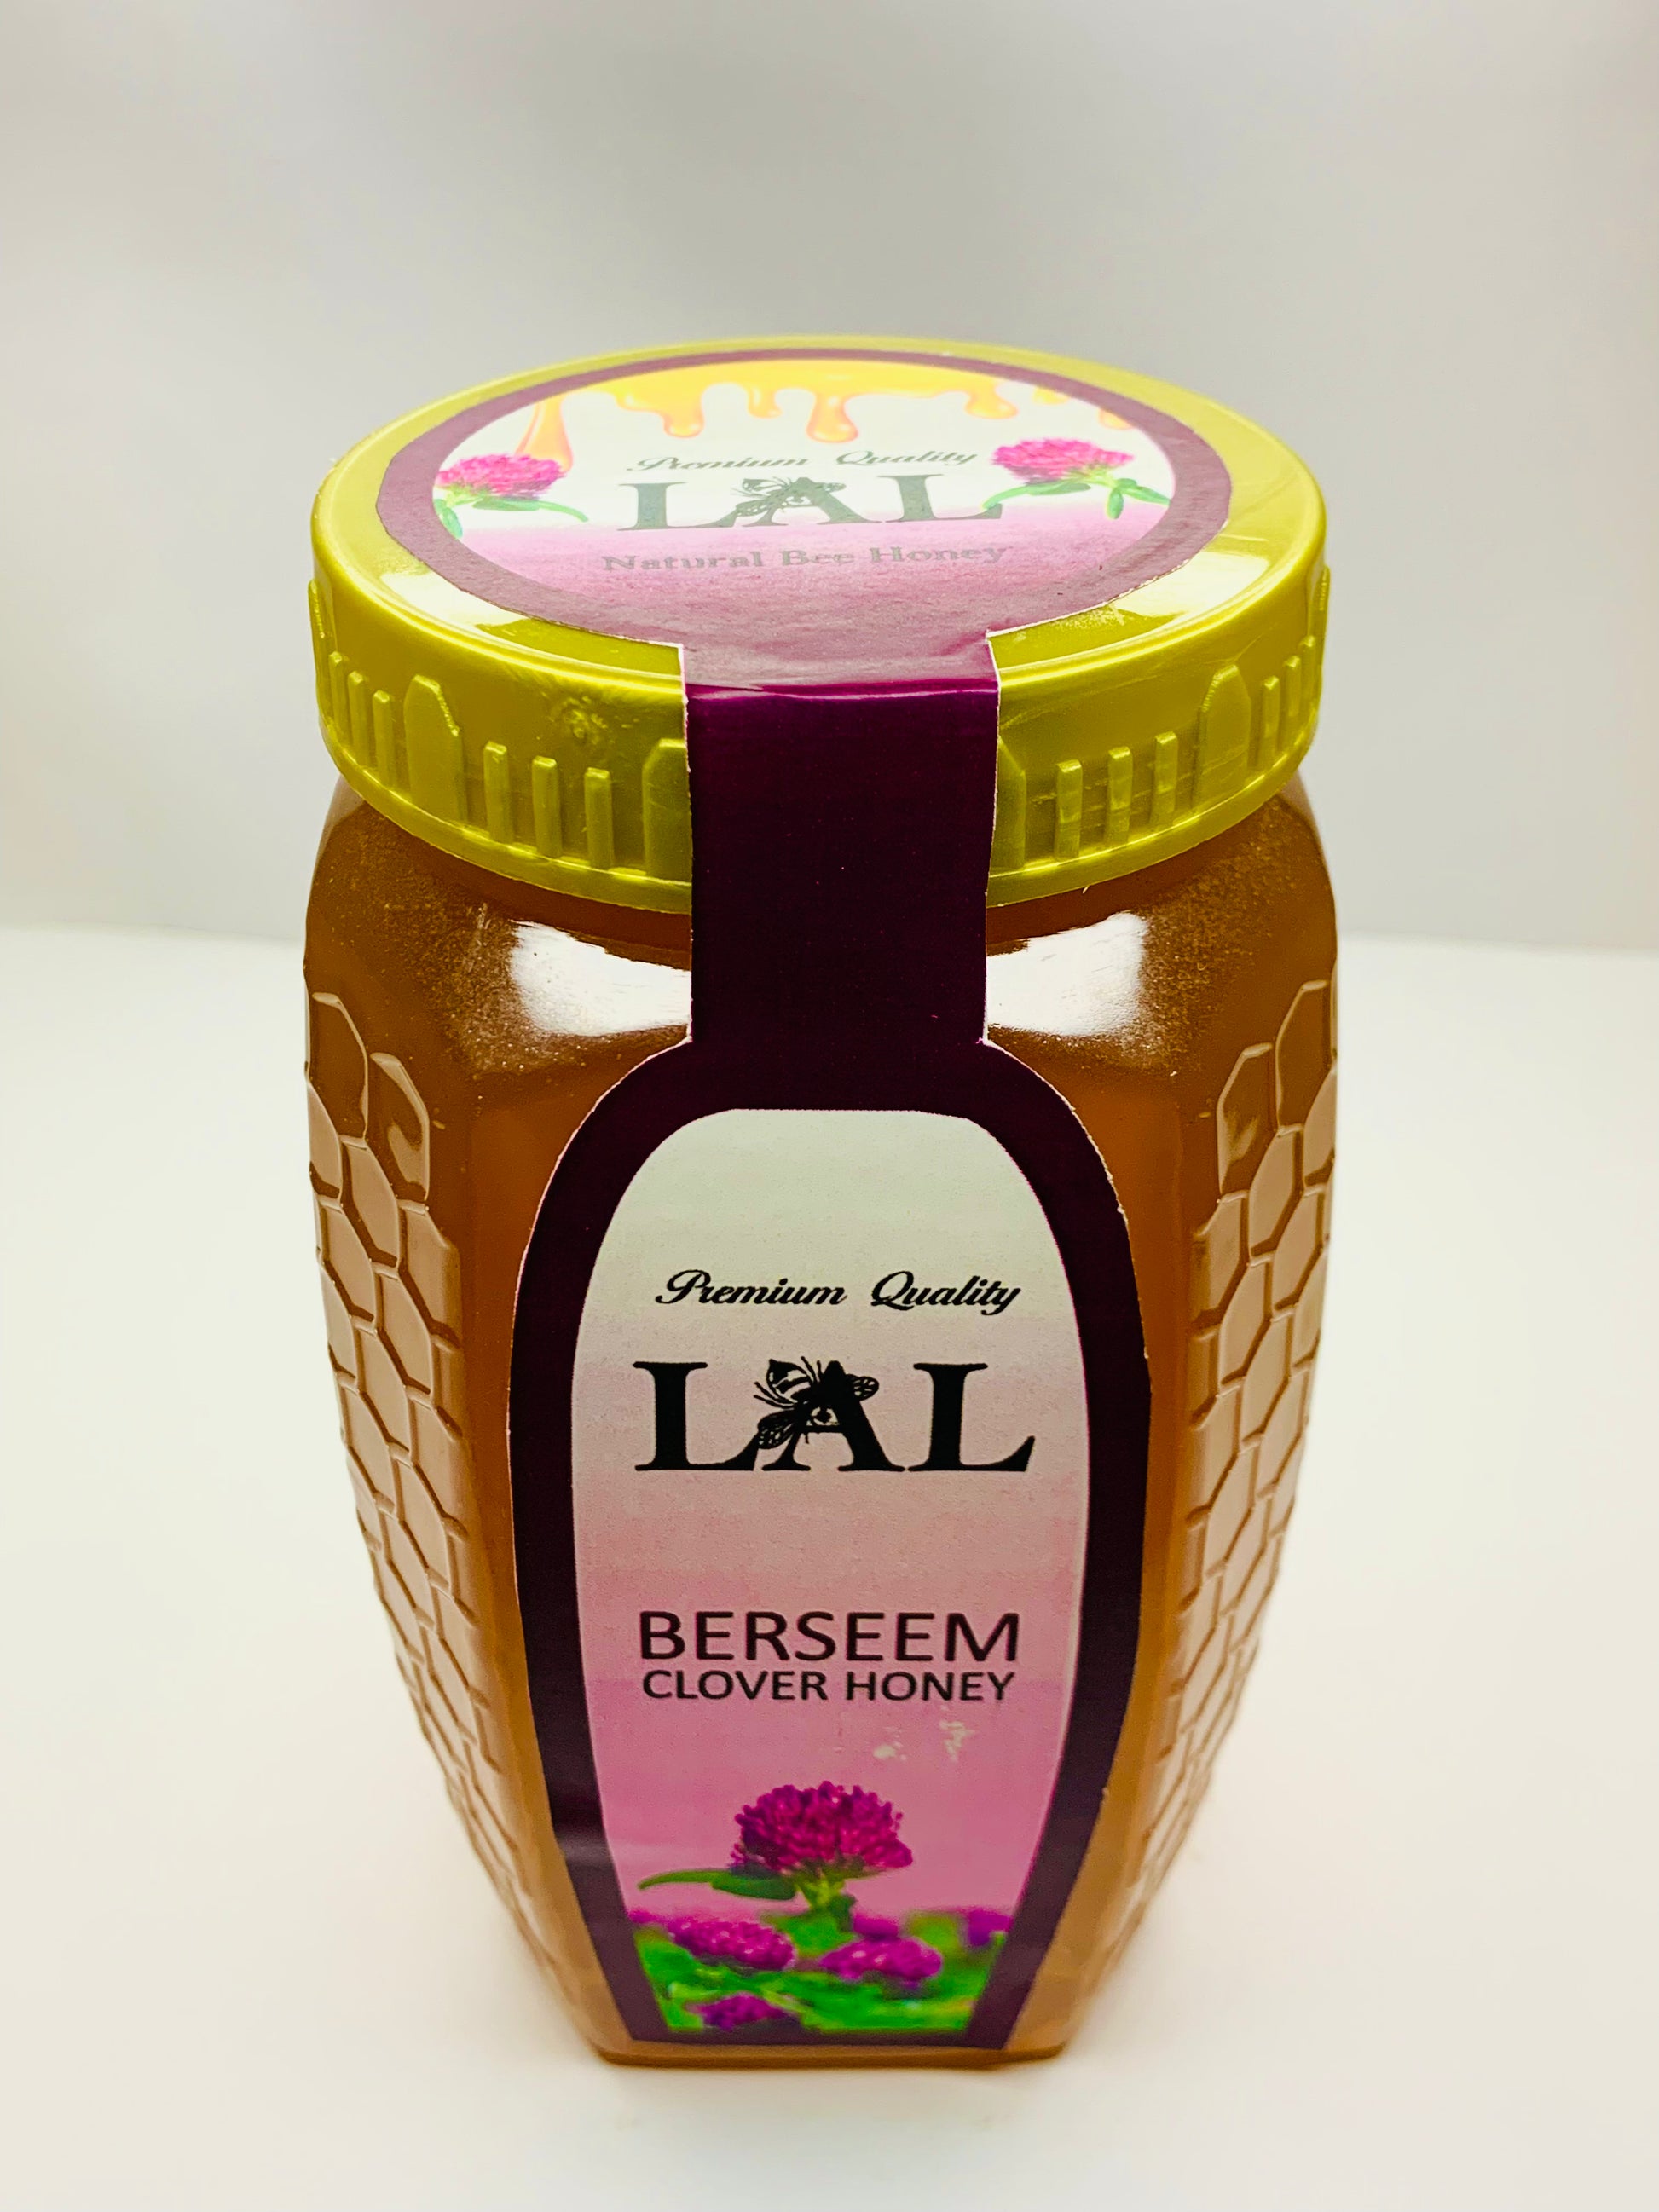 Premium Quality
LAL
Natural Bee Honey
Premium Quality
LAL
BERSEEM
CLOVER HONEY